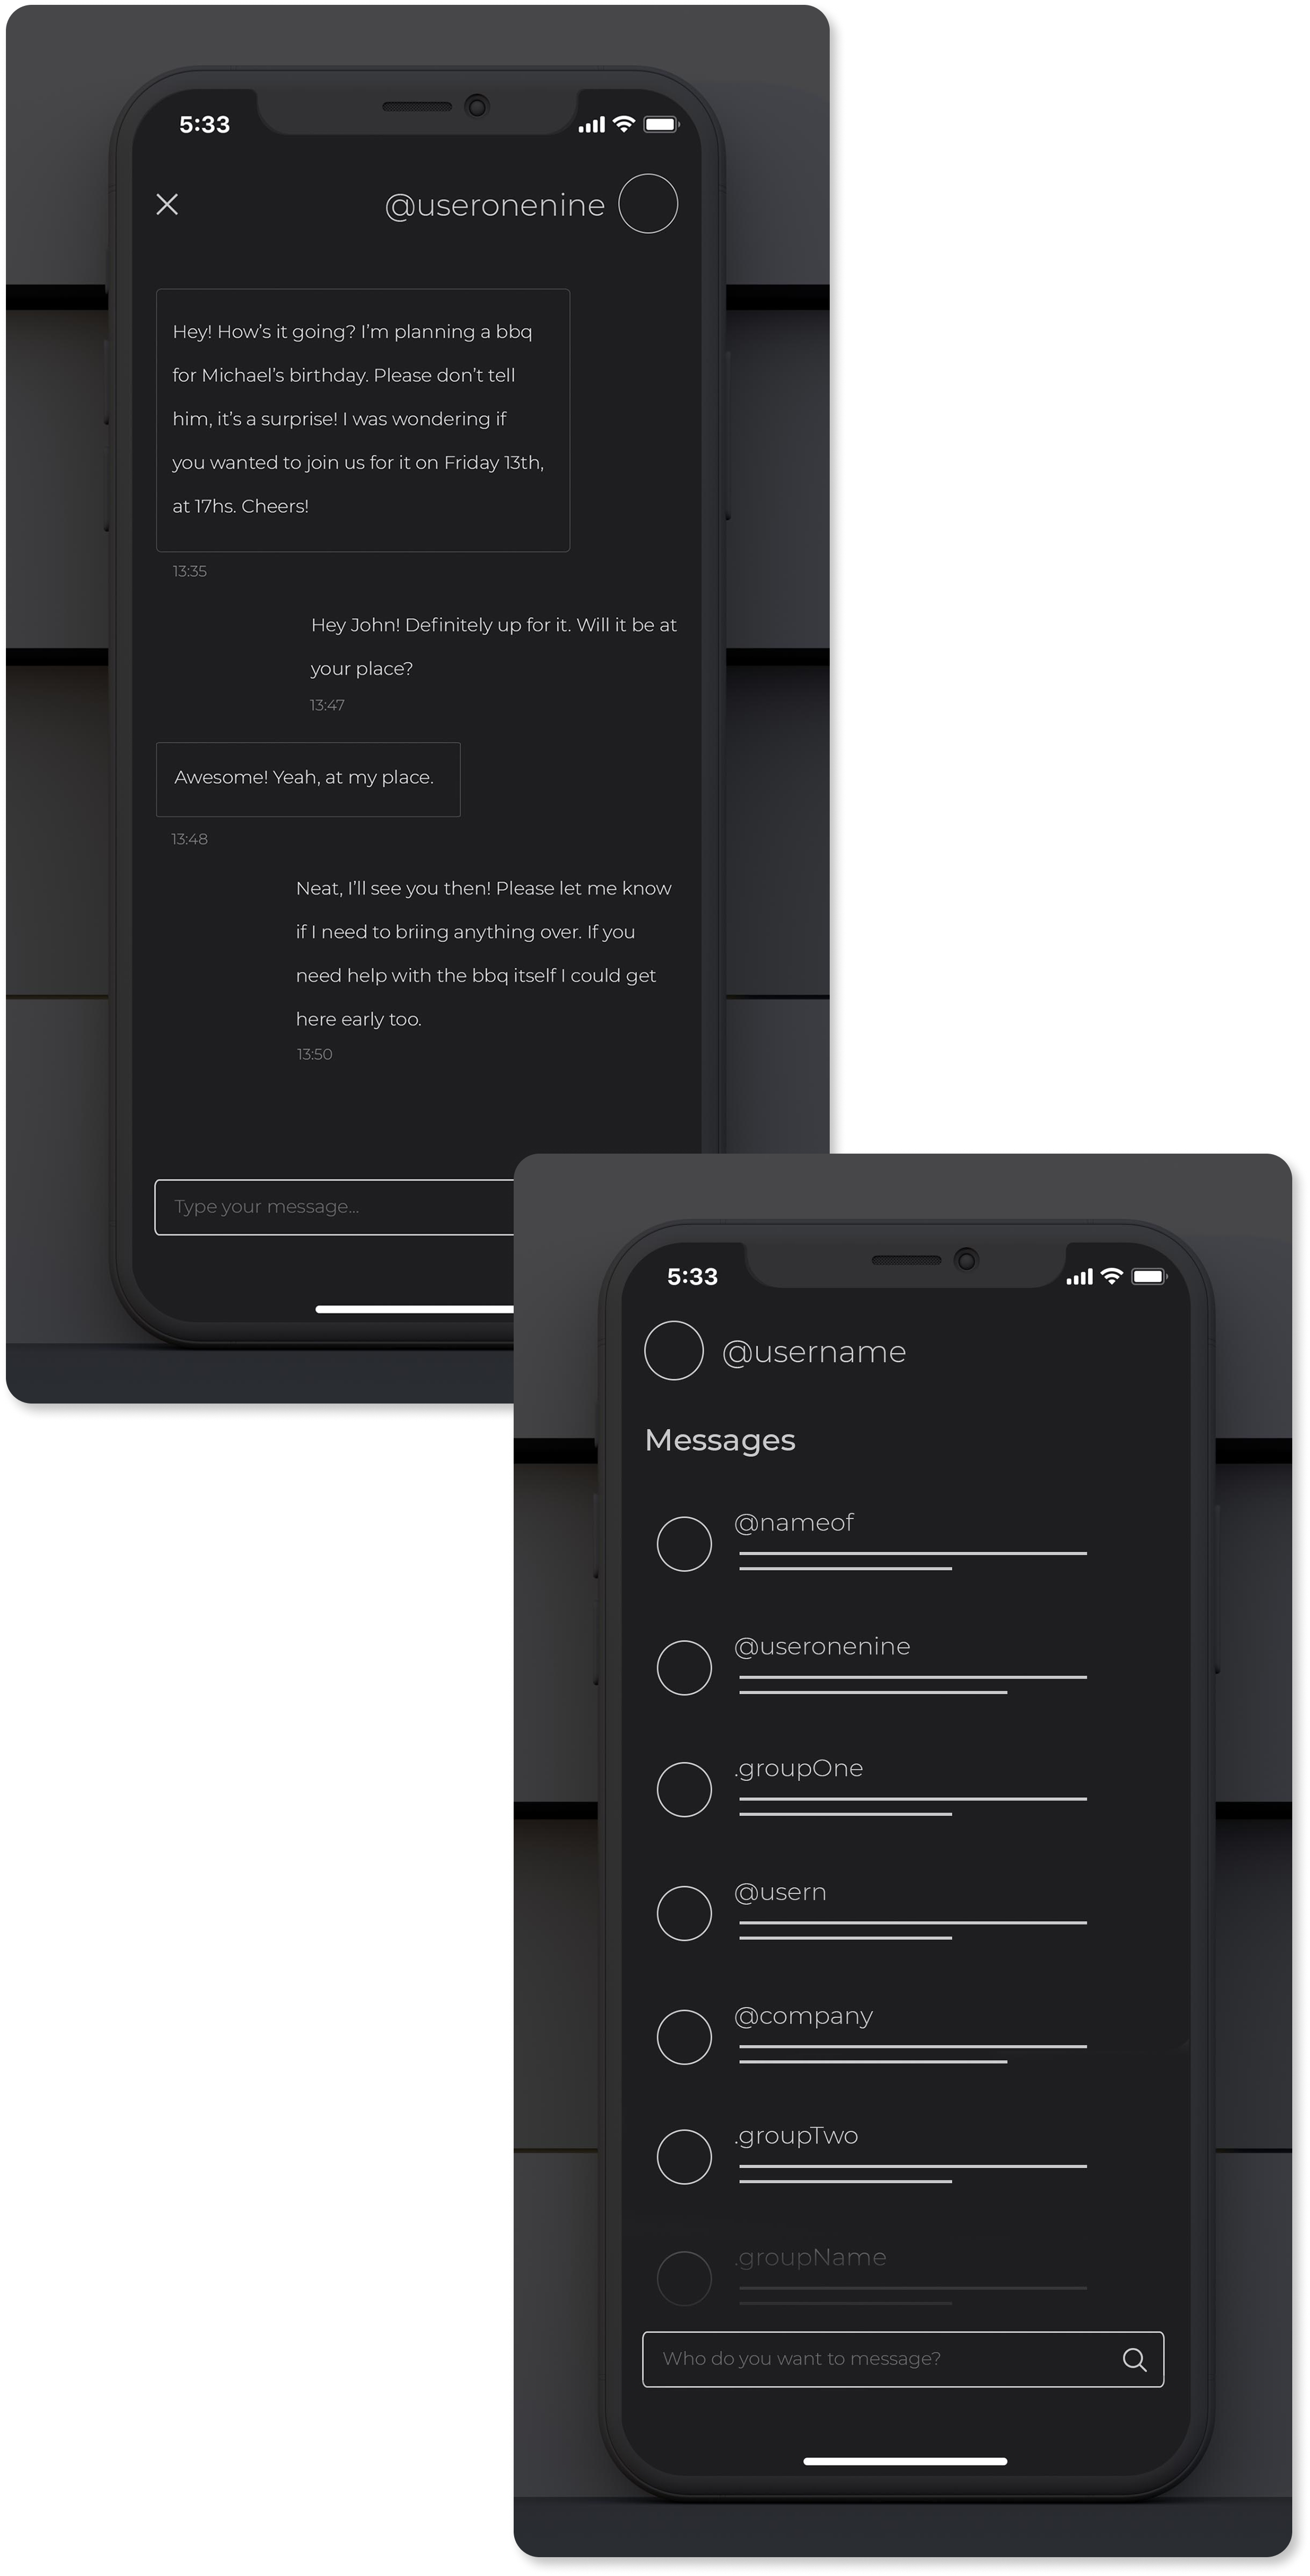 5:33
@useronenine
Hey! How’s it going? I’m planning a bbq
for Michael’s birthday. Please don’t tell
him, it’s a surprise! I was wondering if
you wanted to join us for it on Friday 13th,
at 17hs. Cheers!
13:35
Hey John! Definitely up for it. Will it be at
your place?
13:47
Awesome! Yeah, at my place.
13:48
Neat, I’ll see you then! Please let me know
if I need to briing anything over. If you
need help with the bbq itself I could get
here early too.
13:50
Type your message...
5:33
@username
Messages
@nameof
@useronenine
.groupOne
@usern
@company
.groupTwo
.groupName
Who do you want to message?